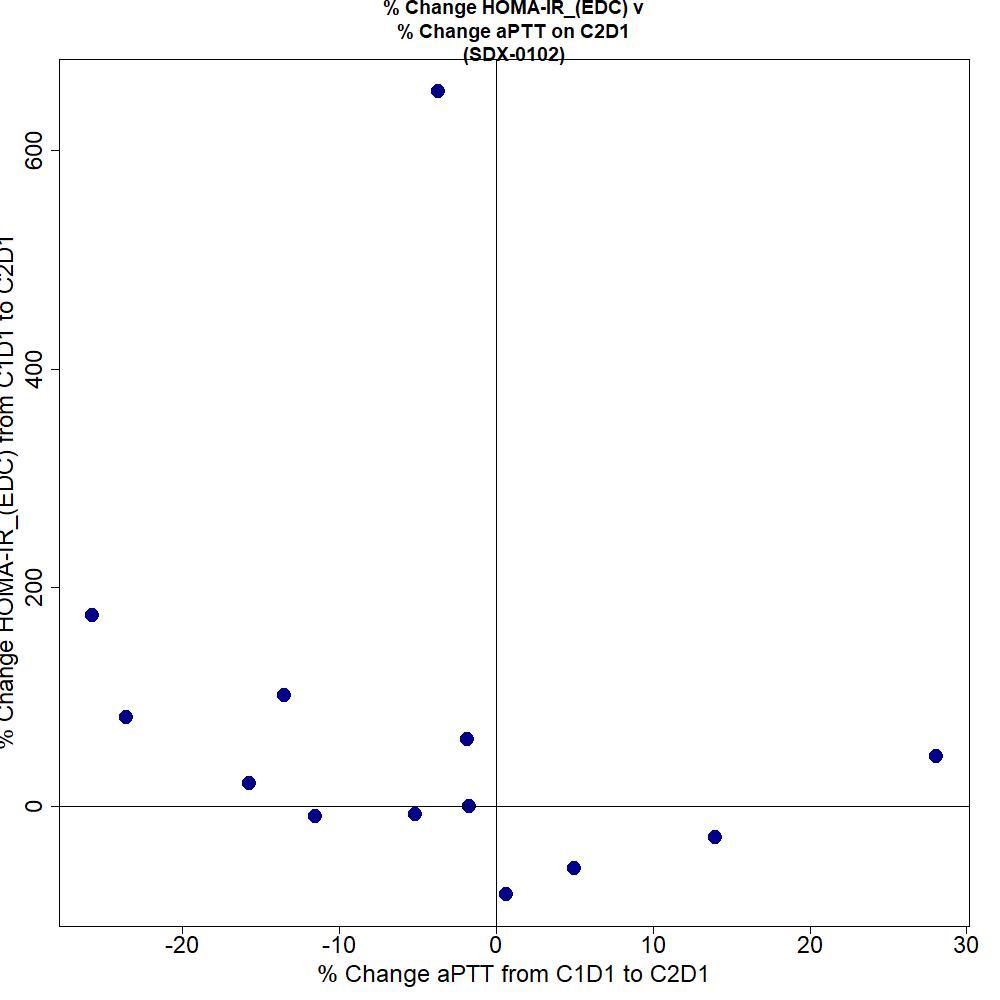 % Change HOMA-IR_(EDC) v
% Change aPTT on C2D1
(SDX-0102)
% Change HOMA-IR_(EDC) from C1D1 to C2D1
600
400
200
0
-20
-10
0
10
20
30
% Change aPTT from C1D1 to C2D1